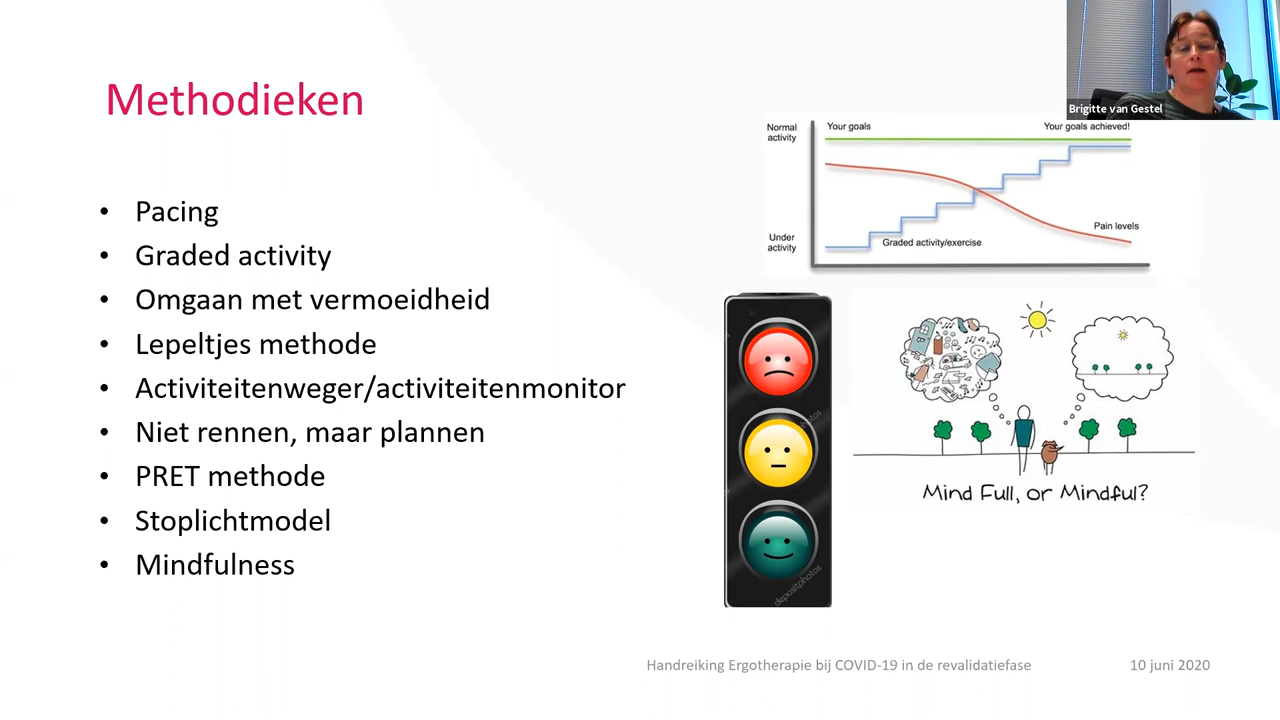 Methodieken
Brigitte van Gestel
• Pacing
• Graded activity
• Omgaan met vermoeidheid
• Lepeltjes methode
• Activiteitenweger/activiteitenmonitor
• Niet rennen, maar plannen
• PRET methode
• Stoplichtmodel
• Mindfulness
Normal
activity
Your goals
Your goals achieved!
Under
activity
Graded activity/exercise
Pain levels
depositphotos
depositphotos
Mind Full, or Mindful?
Handreiking Ergotherapie bij COVID-19 in de revalidatiefase
10 juni 2020